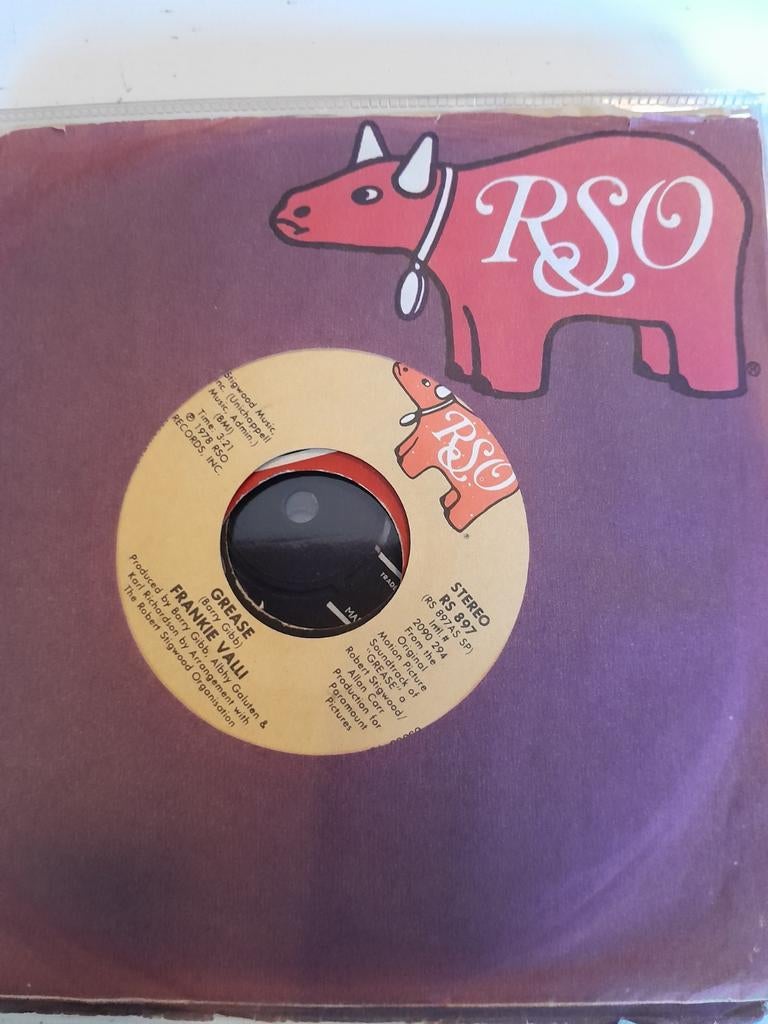 RSO
®
RSO
®
Stigwood Music,
Inc. (Unichappell
Music, Admin.)
(BMI)
Time: 3:21
℗ 1978 RSO
RECORDS, INC.
STEREO
RS 897
(RS 897AS SP)
Intl.#
2090 294
From the
Original
Motion Picture
Soundtrack of
"GREASE" a
Robert Stigwood/
Allan Carr
Production for
Paramount
Pictures
GREASE
(Barry Gibb)
FRANKIE VALLI
Produced by Barry Gibb, Albhy Galuten &
Karl Richardson by Arrangement with
The Robert Stigwood Organisation
TRAD
MA